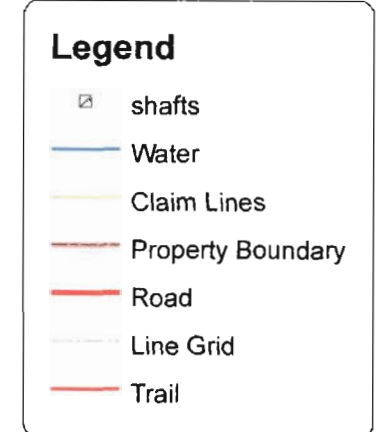 Legend
shafts
Water
Claim Lines
Property Boundary
Road
Line Grid
Trail